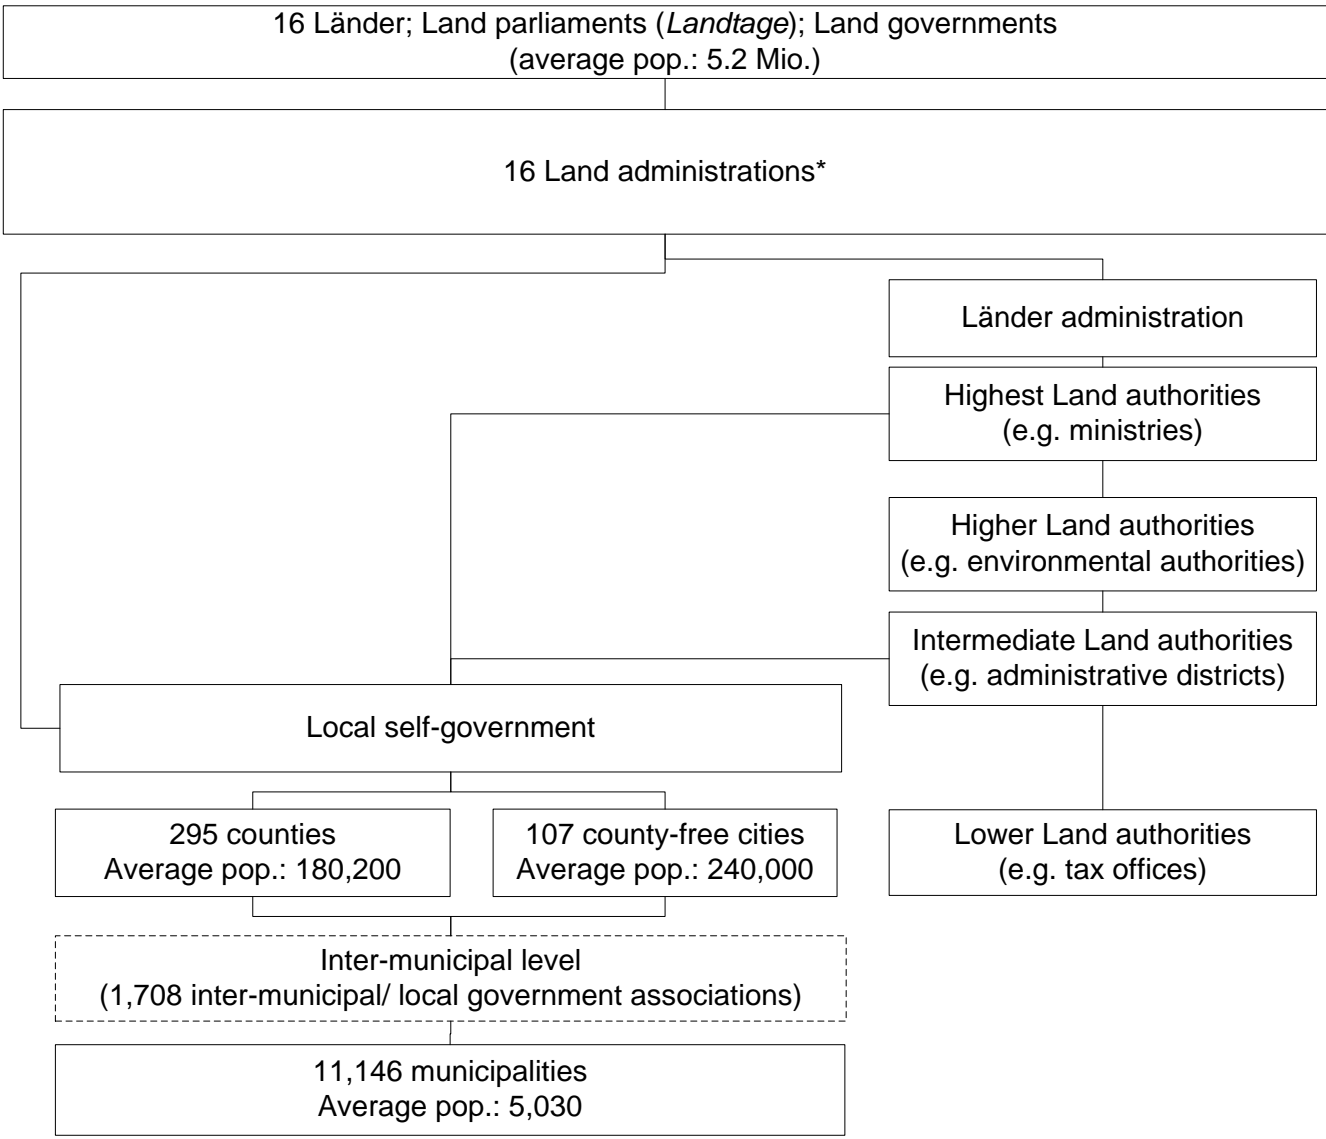 16 Länder; Land parliaments (Landtage); Land governments
(average pop.: 5.2 Mio.)
16 Land administrations*
Länder administration
Highest Land authorities
(e.g. ministries)
Higher Land authorities
(e.g. environmental authorities)
Intermediate Land authorities
(e.g. administrative districts)
Local self-government
295 counties
Average pop.: 180,200
107 county-free cities
Average pop.: 240,000
Lower Land authorities
(e.g. tax offices)
Inter-municipal level
(1,708 inter-municipal/ local government associations)
11,146 municipalities
Average pop.: 5,030